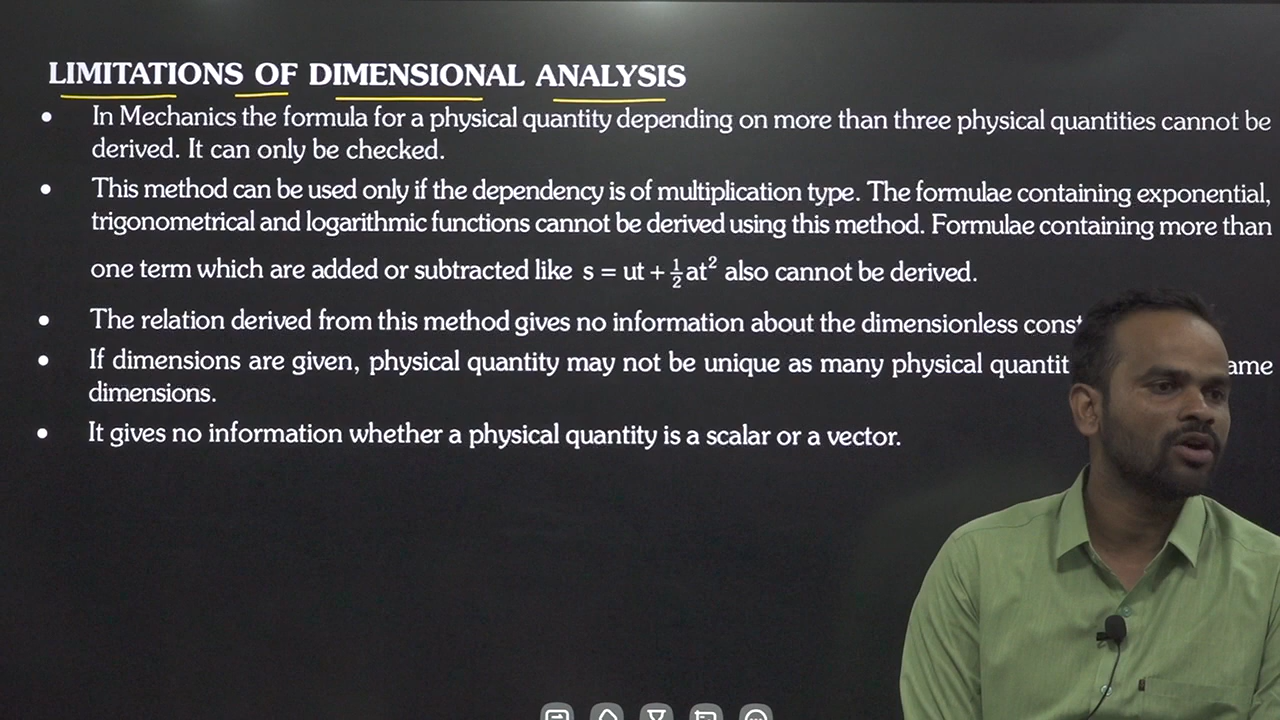 LIMITATIONS OF DIMENSIONAL ANALYSIS
• In Mechanics the formula for a physical quantity depending on more than three physical quantities cannot be
derived. It can only be checked.
• This method can be used only if the dependency is of multiplication type. The formulae containing exponential,
trigonometrical and logarithmic functions cannot be derived using this method. Formulae containing more than
one term which are added or subtracted like s = ut + ½at² also cannot be derived.
• The relation derived from this method gives no information about the dimensionless
• If dimensions are given, physical quantity may not be unique as many physical
dimensions.
• It gives no information whether a physical quantity is a scalar or a vector.